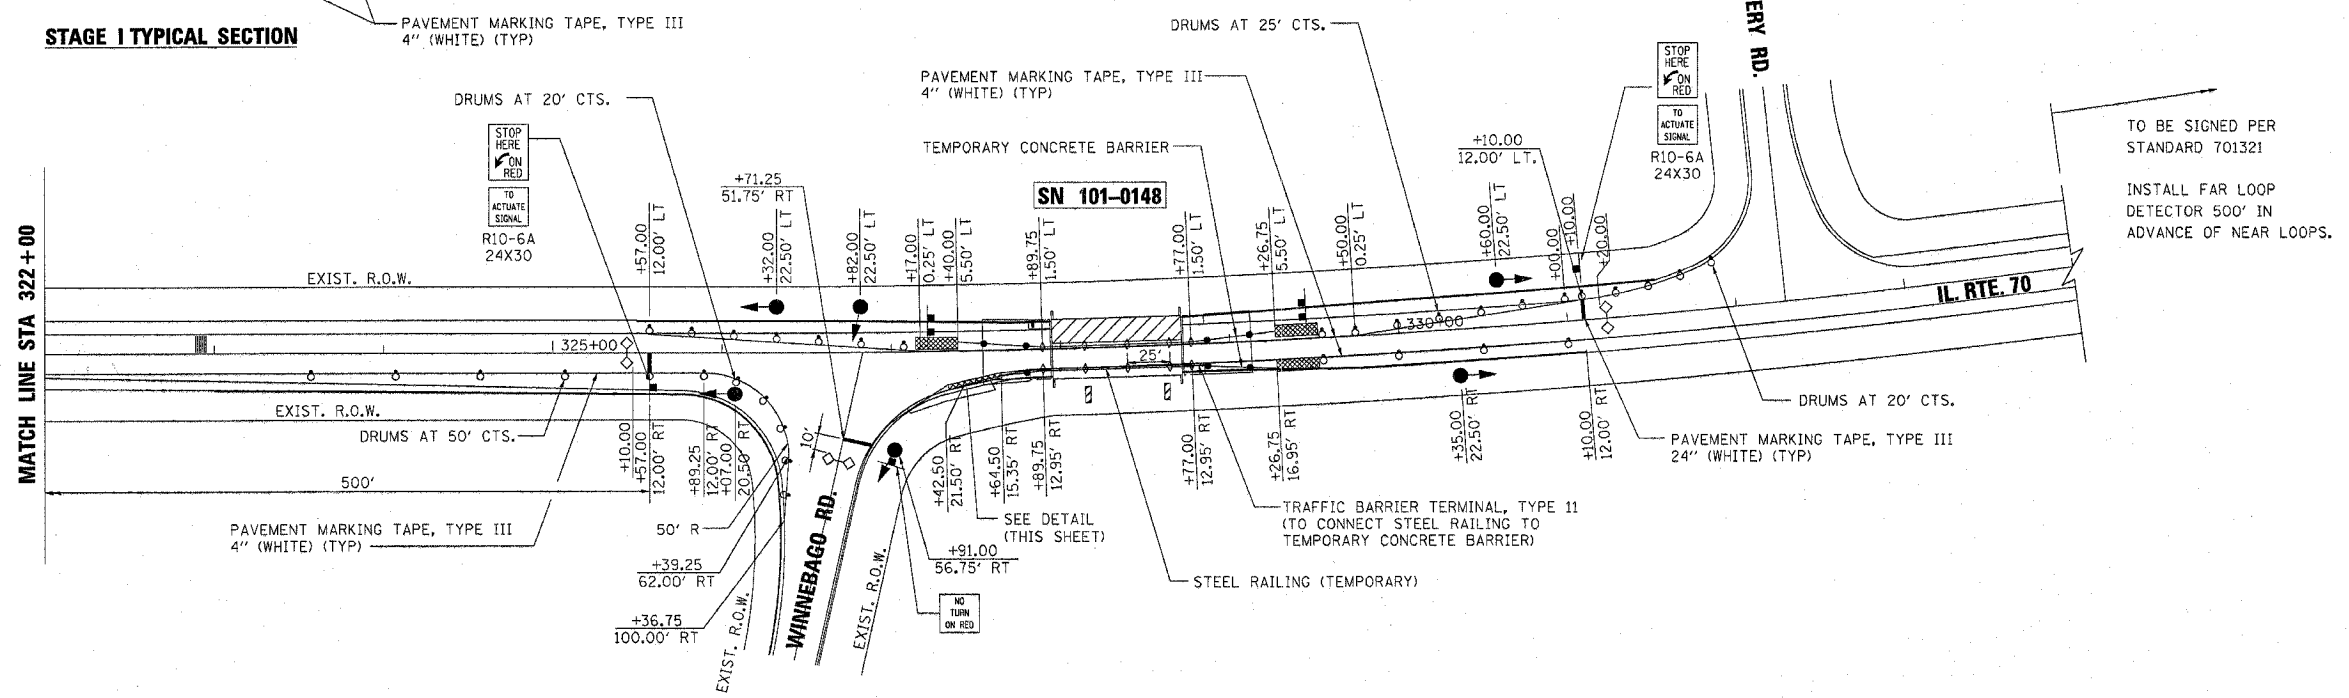 STAGE I TYPICAL SECTION
PAVEMENT MARKING TAPE, TYPE III
4" (WHITE) (TYP)
DRUMS AT 20' CTS.
STOP
HERE
ON
RED
TO
ACTUATE
SIGNAL
R10-6A
24X30
MATCH LINE STA 322+00
EXIST. R.O.W.
325+00
EXIST. R.O.W.
DRUMS AT 50' CTS.
500'
PAVEMENT MARKING TAPE, TYPE III
4" (WHITE) (TYP)
+57.00
12.00' LT
+71.25
51.75' RT
+32.00
22.50' LT
+82.00
22.50' LT
+17.00
0.25' LT
+40.00
5.50' LT
+89.75
1.50' LT
SN 101-0148
PAVEMENT MARKING TAPE, TYPE III
4" (WHITE) (TYP)
TEMPORARY CONCRETE BARRIER
DRUMS AT 25' CTS.
+77.00
1.50' LT
+26.75
5.50' LT
+50.00
0.25' LT
+60.00
22.50' LT
+10.00
12.00' LT.
+00.00
+10.00
+20.00
STOP
HERE
ON
RED
TO
ACTUATE
SIGNAL
R10-6A
24X30
ERY RD.
TO BE SIGNED PER
STANDARD 701321
INSTALL FAR LOOP
DETECTOR 500' IN
ADVANCE OF NEAR LOOPS.
IL. RTE. 70
330+00
25'
+10.00
+57.00
12.00' RT
+89.25
12.00' RT
+07.00
20.50' RT
50' R
+39.25
62.00' RT
+36.75
100.00' RT
EXIST. R.O.W.
WINNEBAGO RD.
EXIST. R.O.W.
10'
+42.50
21.50' RT
+64.50
15.35' RT
+89.75
12.95' RT
SEE DETAIL
(THIS SHEET)
+91.00
56.75' RT
NO
TURN
ON RED
STEEL RAILING (TEMPORARY)
+77.00
12.95' RT
+26.75
16.95' RT
TRAFFIC BARRIER TERMINAL, TYPE 11
(TO CONNECT STEEL RAILING TO
TEMPORARY CONCRETE BARRIER)
+35.00
22.50' RT
+10.00
12.00' RT
PAVEMENT MARKING TAPE, TYPE III
24" (WHITE) (TYP)
DRUMS AT 20' CTS.